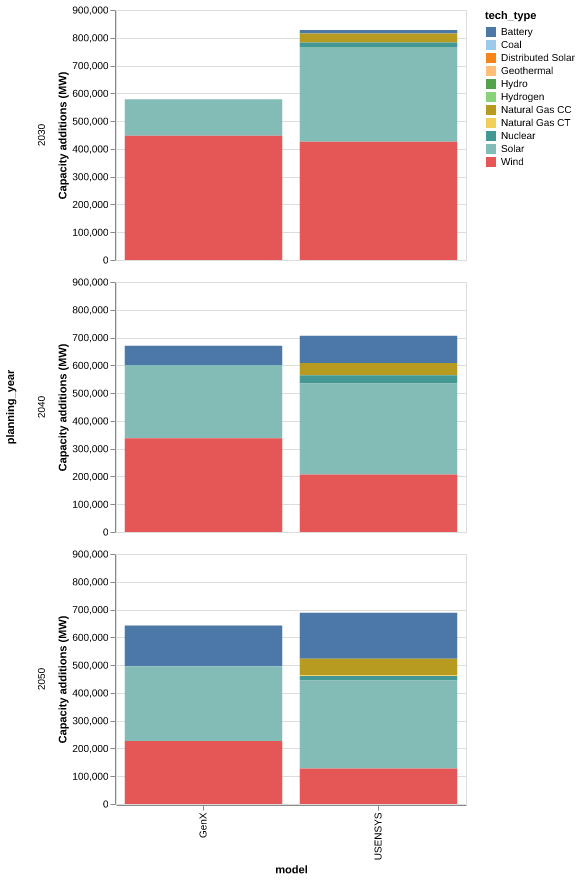 tech_type
Battery
Coal
Distributed Solar
Geothermal
Hydro
Hydrogen
Natural Gas CC
Natural Gas CT
Nuclear
Solar
Wind
planning_year
2030
Capacity additions (MW)
900,000
800,000
700,000
600,000
500,000
400,000
300,000
200,000
100,000
0
2040
Capacity additions (MW)
900,000
800,000
700,000
600,000
500,000
400,000
300,000
200,000
100,000
0
2050
Capacity additions (MW)
900,000
800,000
700,000
600,000
500,000
400,000
300,000
200,000
100,000
0
GenX
USENSYS
model